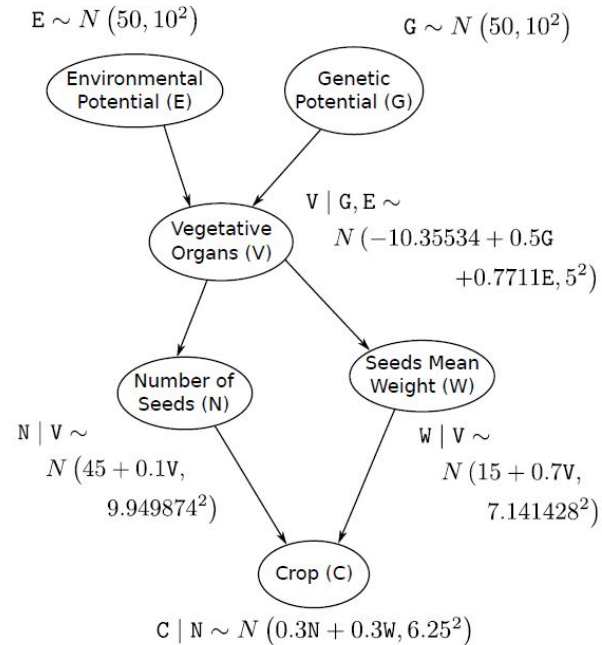 E ∼ N (50, 10²)
G ∼ N (50, 10²)
Environmental
Potential (E)
Genetic
Potential (G)
V | G, E ∼
N (−10.35534 + 0.5G
+0.7711E, 5²)
Vegetative
Organs (V)
Number of
Seeds (N)
Seeds Mean
Weight (W)
N | V ∼
N (45 + 0.1V,
9.949874²)
W | V ∼
N (15 + 0.7V,
7.141428²)
Crop (C)
C | N ∼ N (0.3N + 0.3W, 6.25²)